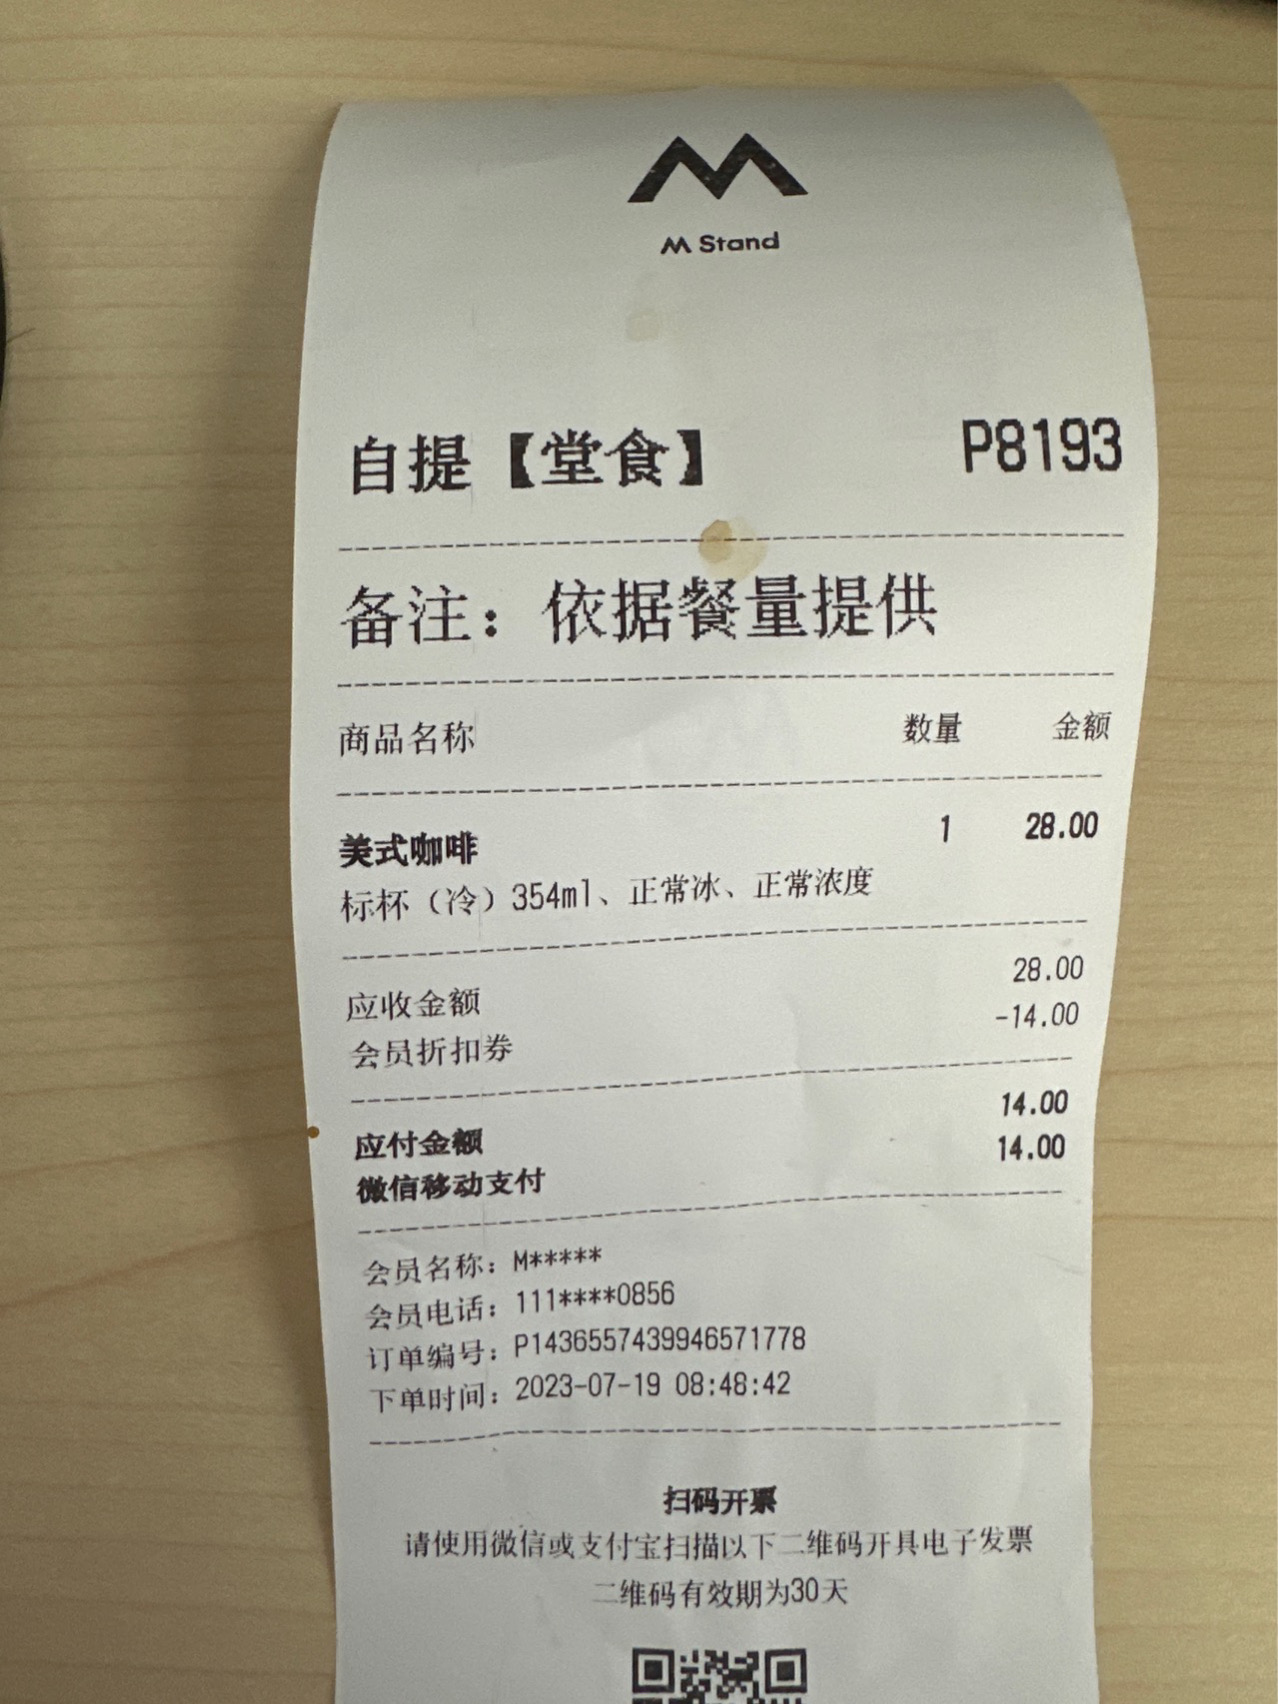 M Stand
自提【堂食】 P8193
备注：依据餐量提供
商品名称 数量 金额
美式咖啡 1 28.00
标杯（冷）354ml、正常冰、正常浓度
应收金额 28.00
会员折扣券 -14.00
应付金额 14.00
微信移动支付 14.00
会员名称：M*****
会员电话：111****0856
订单编号：P1436557439946571778
下单时间：2023-07-19 08:48:42
扫码开票
请使用微信或支付宝扫描以下二维码开具电子发票
二维码有效期为30天